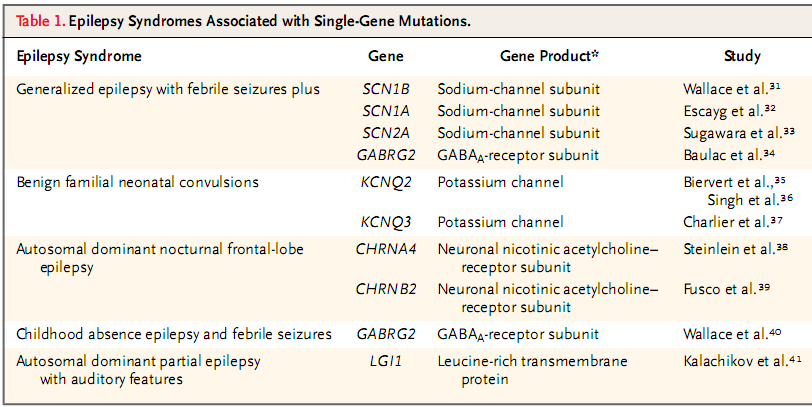 Table 1. Epilepsy Syndromes Associated with Single-Gene Mutations.
Epilepsy Syndrome Gene Gene Product* Study
Generalized epilepsy with febrile seizures plus SCN1B Sodium-channel subunit Wallace et al.³¹
SCN1A Sodium-channel subunit Escayg et al.³²
SCN2A Sodium-channel subunit Sugawara et al.³³
GABRG2 GABA_A-receptor subunit Baulac et al.³⁴
Benign familial neonatal convulsions KCNQ2 Potassium channel Biervert et al.,³⁵
Singh et al.³⁶
KCNQ3 Potassium channel Charlier et al.³⁷
Autosomal dominant nocturnal frontal-lobe CHRNA4 Neuronal nicotinic acetylcholine– Steinlein et al.³⁸
epilepsy receptor subunit
CHRNB2 Neuronal nicotinic acetylcholine– Fusco et al.³⁹
receptor subunit
Childhood absence epilepsy and febrile seizures GABRG2 GABA_A-receptor subunit Wallace et al.⁴⁰
Autosomal dominant partial epilepsy LGI1 Leucine-rich transmembrane Kalachikov et al.⁴¹
with auditory features protein